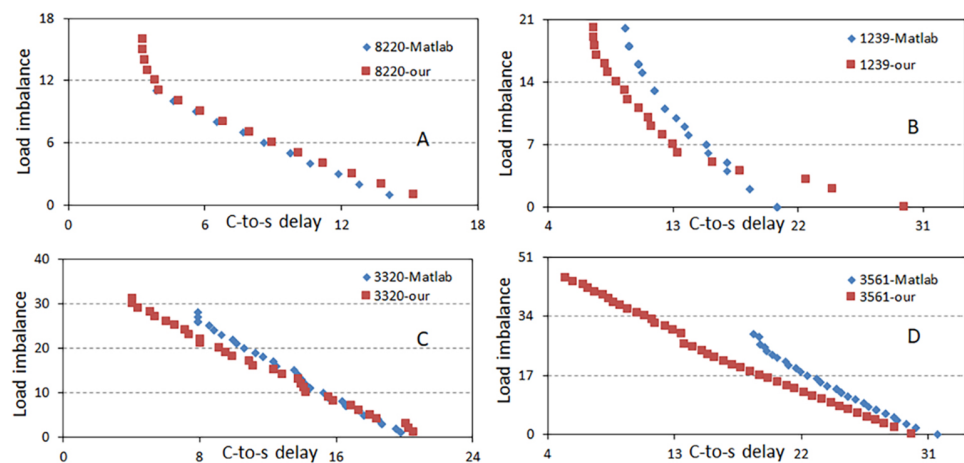 18
12
6
0
Load imbalance
8220-Matlab
8220-our
A
0
6
12
18
C-to-s delay
21
14
7
0
Load imbalance
1239-Matlab
1239-our
B
4
13
22
31
C-to-s delay
40
30
20
10
0
Load imbalance
3320-Matlab
3320-our
C
0
8
16
24
C-to-s delay
51
34
17
0
Load imbalance
3561-Matlab
3561-our
D
4
13
22
31
C-to-s delay